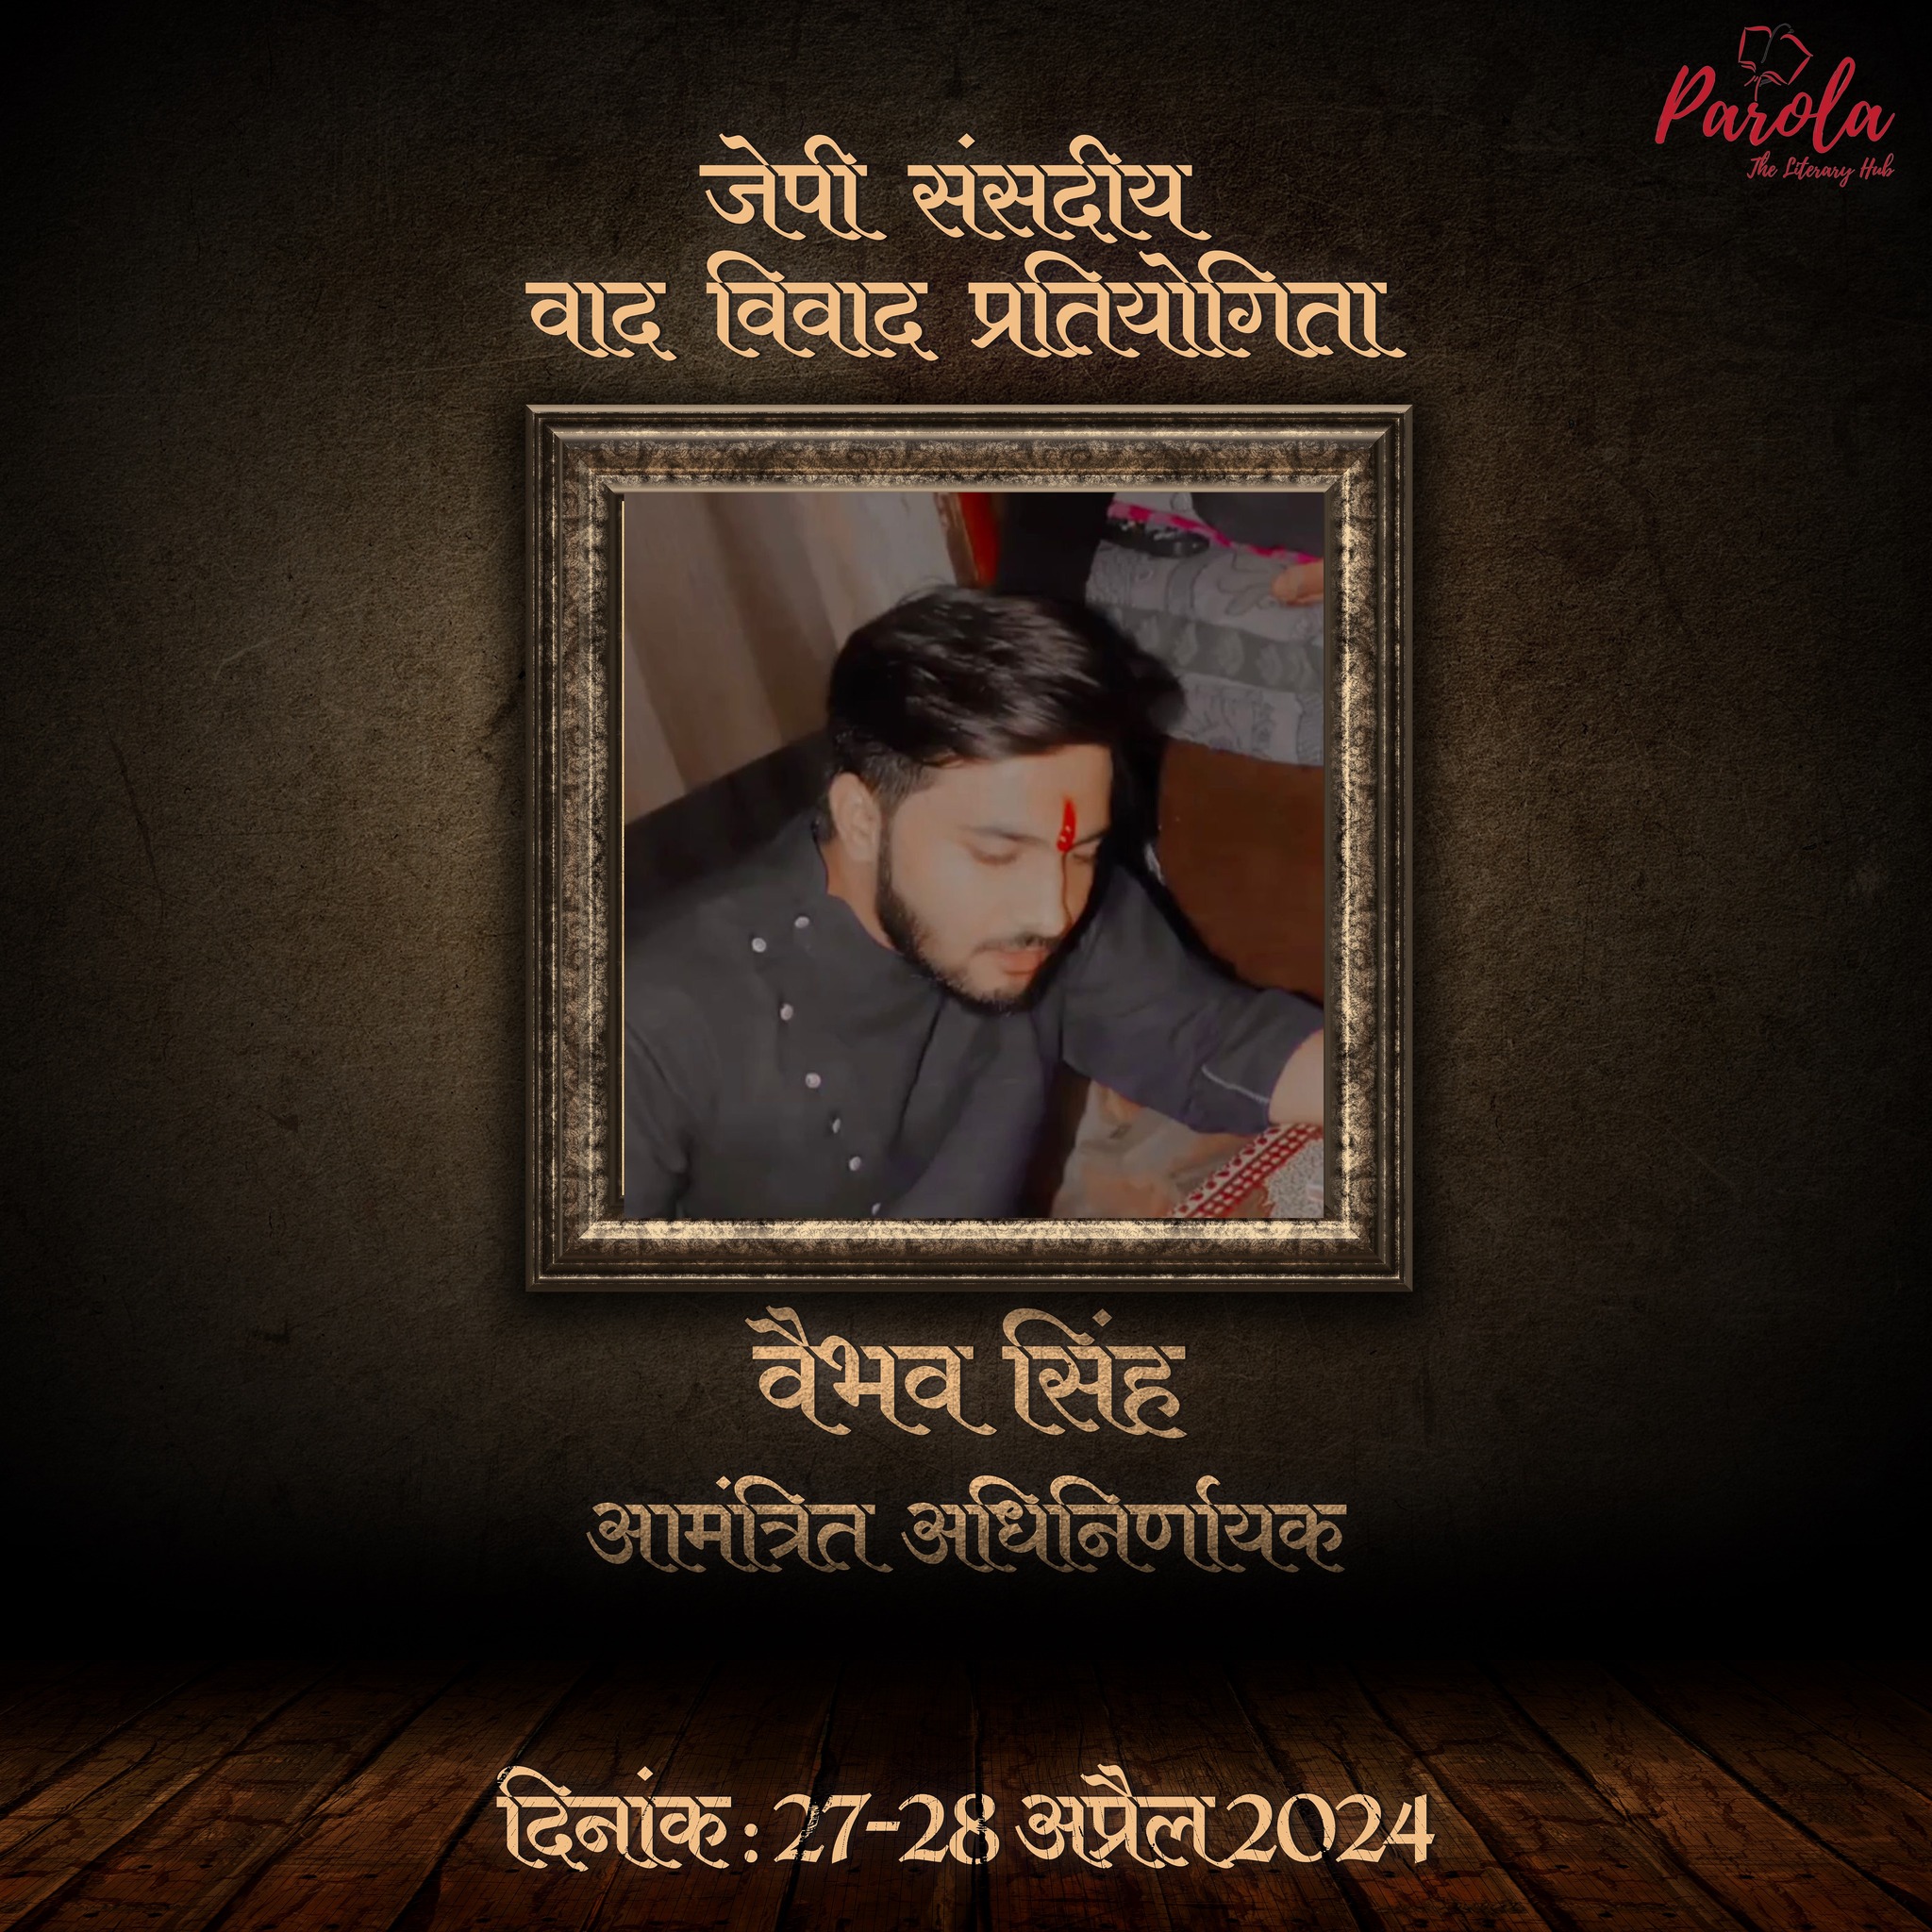 Parola
The Literary Hub
जेपी संसदीय
वाद विवाद प्रतियोगिता
वैभव सिंह
आमंत्रित अधिनिर्णायक
दिनांक : 27-28 अप्रैल 2024